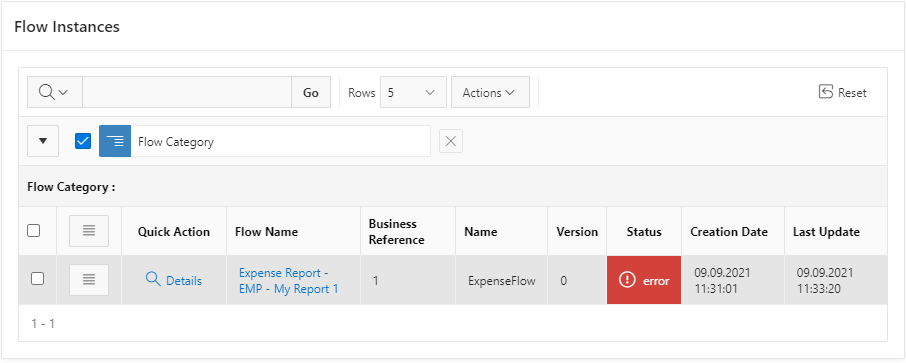 Flow Instances
Go Rows 5 Actions Reset
Flow Category
Flow Category :
Quick Action Flow Name Business Reference Name Version Status Creation Date Last Update
Details Expense Report - EMP - My Report 1 1 ExpenseFlow 0 error 09.09.2021 11:31:01 09.09.2021 11:33:20
1 - 1